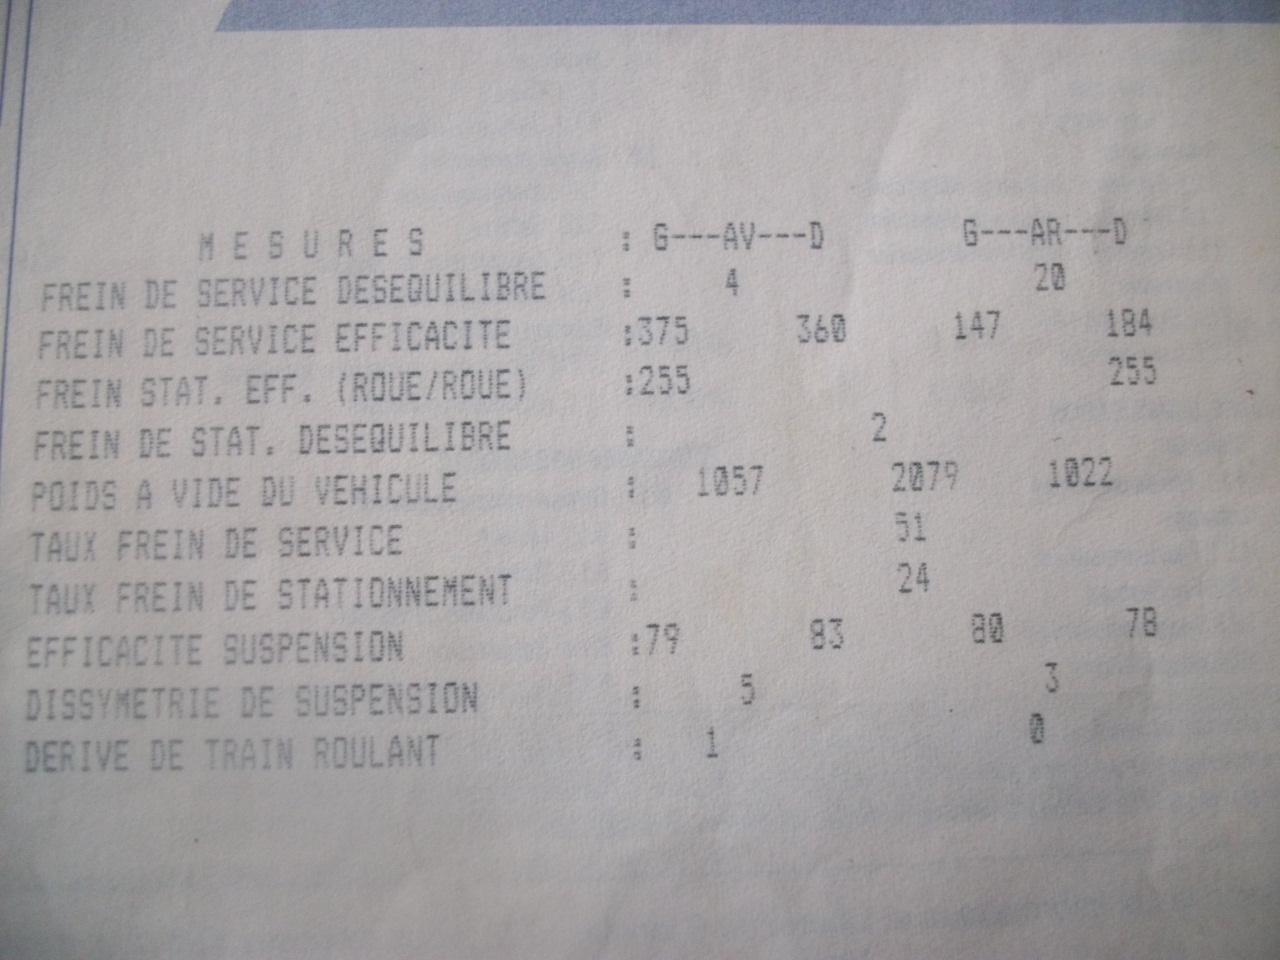 M E S U R E S : G---AV---D G---AR---D
FREIN DE SERVICE DESEQUILIBRE : 4 20
FREIN DE SERVICE EFFICACITE :375 360 147 184
FREIN STAT. EFF. (ROUE/ROUE) :255 255
FREIN DE STAT. DESEQUILIBRE : 2
POIDS A VIDE DU VEHICULE : 1057 2079 1022
TAUX FREIN DE SERVICE : 51
TAUX FREIN DE STATIONNEMENT : 24
EFFICACITE SUSPENSION :79 83 80 78
DISSYMETRIE DE SUSPENSION : 5 3
DERIVE DE TRAIN ROULANT : 1 0